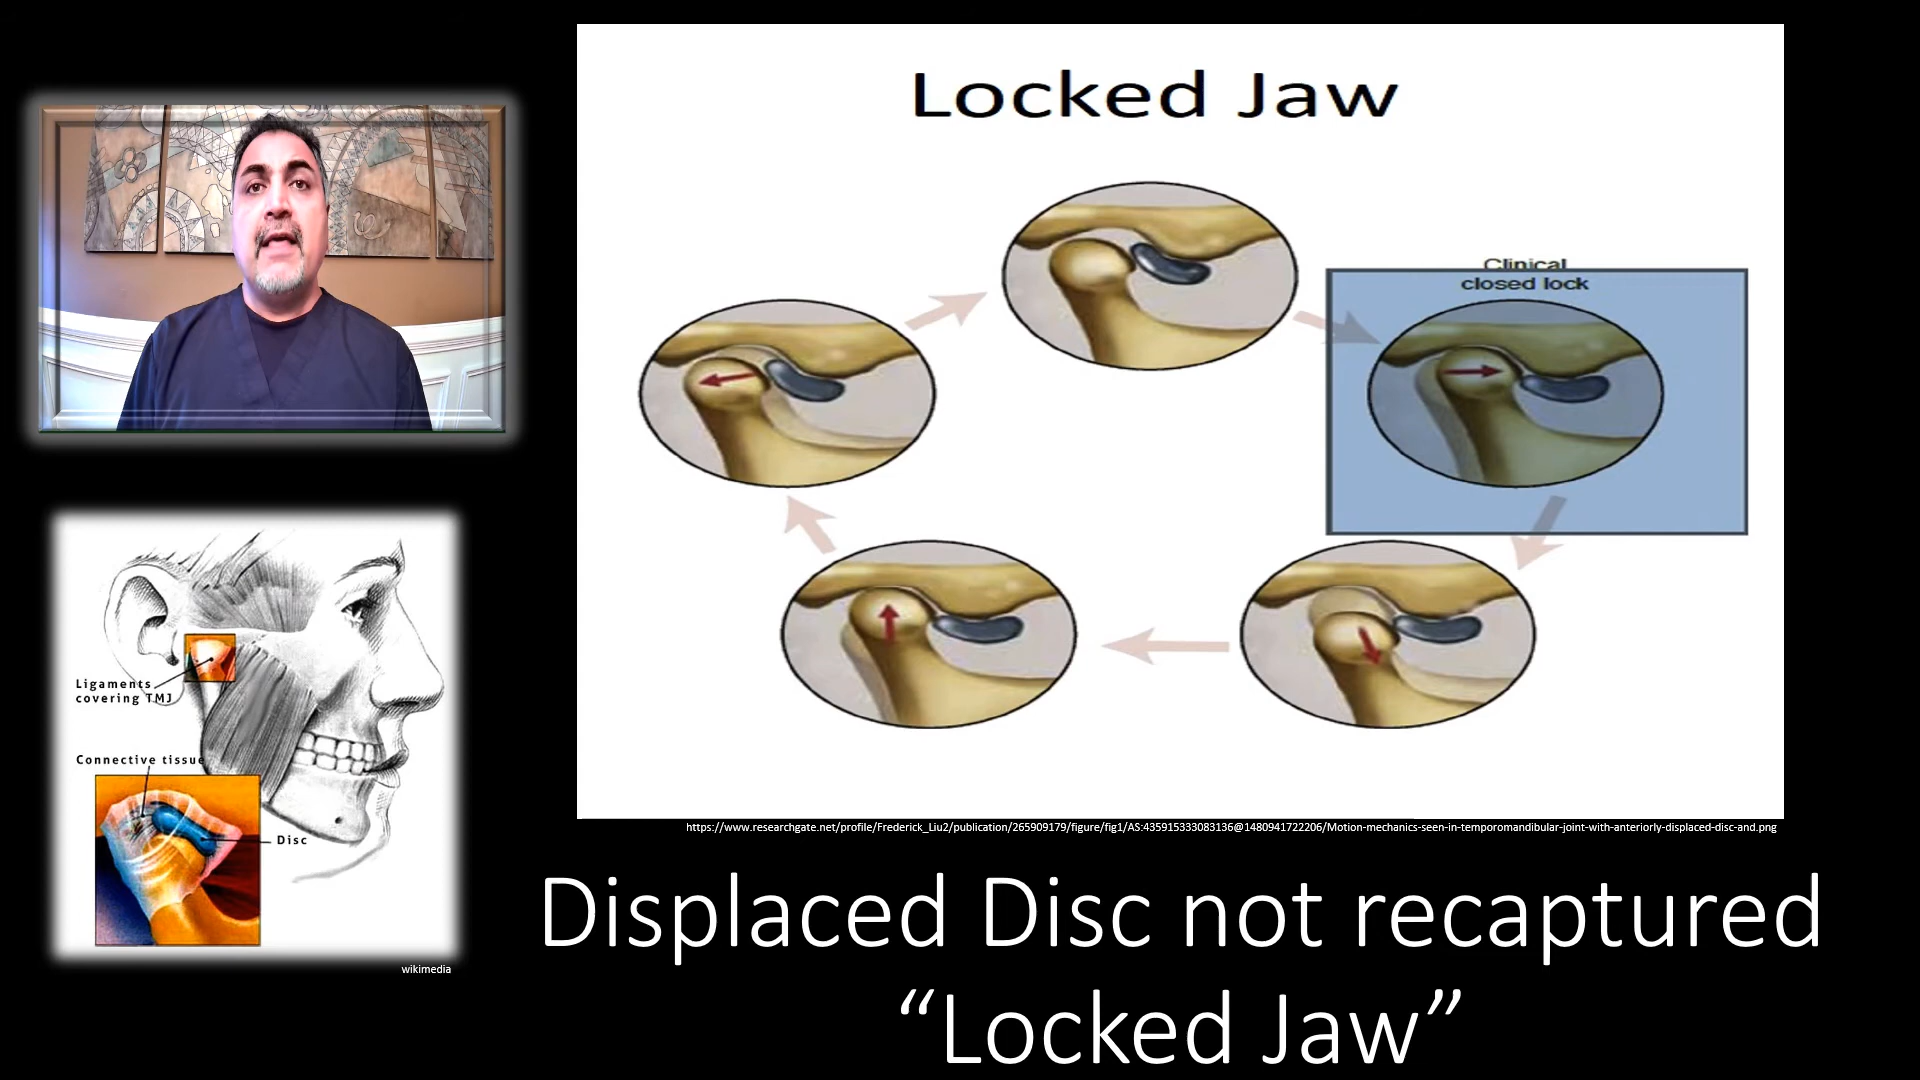 Locked Jaw
Clinical
closed lock
Ligaments
covering TMJ
Connective tissue
Disc
wikimedia
https://www.researchgate.net/profile/Frederick_Liu2/publication/265909179/figure/fig1/AS:435915333083136@1480941722206/Motion-mechanics-seen-in-temporomandibular-joint-with-anteriorly-displaced-disc-and.png
Displaced Disc not recaptured
“Locked Jaw”